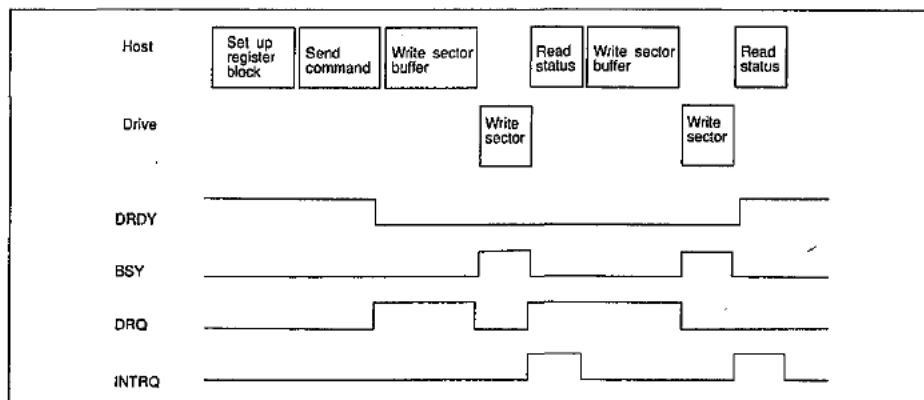 Host
Set up
register
block
Send
command
Write sector
buffer
Read
status
Write sector
buffer
Read
status
Drive
Write
sector
Write
sector
DRDY
BSY
DRQ
INTRQ